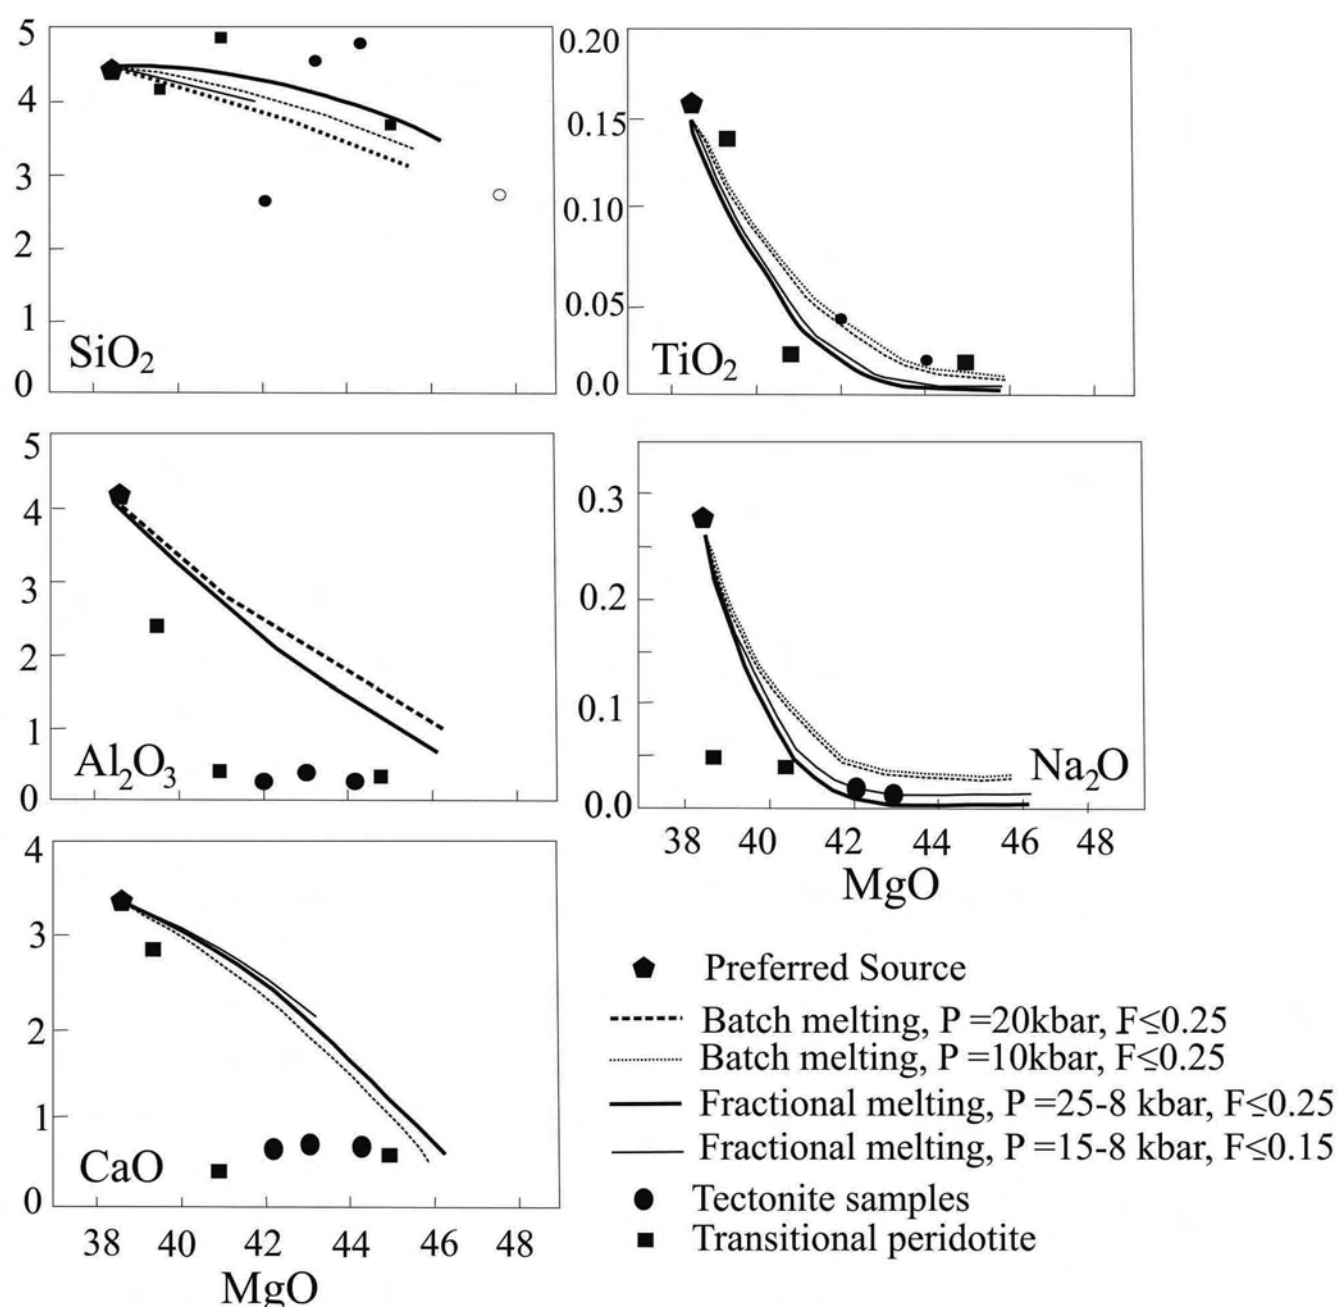 5
4
3
2
1
0
SiO₂
0.20
0.15
0.10
0.05
0.0
TiO₂
5
4
3
2
1
0
Al₂O₃
0.3
0.2
0.1
0.0
Na₂O
38 40 42 44 46 48
MgO
4
3
2
1
0
CaO
38 40 42 44 46 48
MgO
Preferred Source
Batch melting, P =20kbar, F≤0.25
Batch melting, P =10kbar, F≤0.25
Fractional melting, P =25-8 kbar, F≤0.25
Fractional melting, P =15-8 kbar, F≤0.15
Tectonite samples
Transitional peridotite